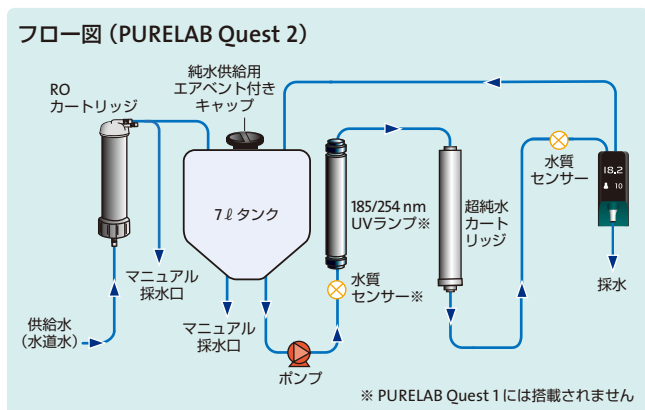 フロー図（PURELAB Quest 2）
純水供給用
エアベント付き
キャップ
RO
カートリッジ
7ℓタンク
185/254 nm
UVランプ※
超純水
カート
リッジ
水質
センサー
18.2
10
マニュアル
採水口
水質
センサー※
採水
供給水
（水道水）
マニュアル
採水口
ポンプ
※ PURELAB Quest 1には搭載されません